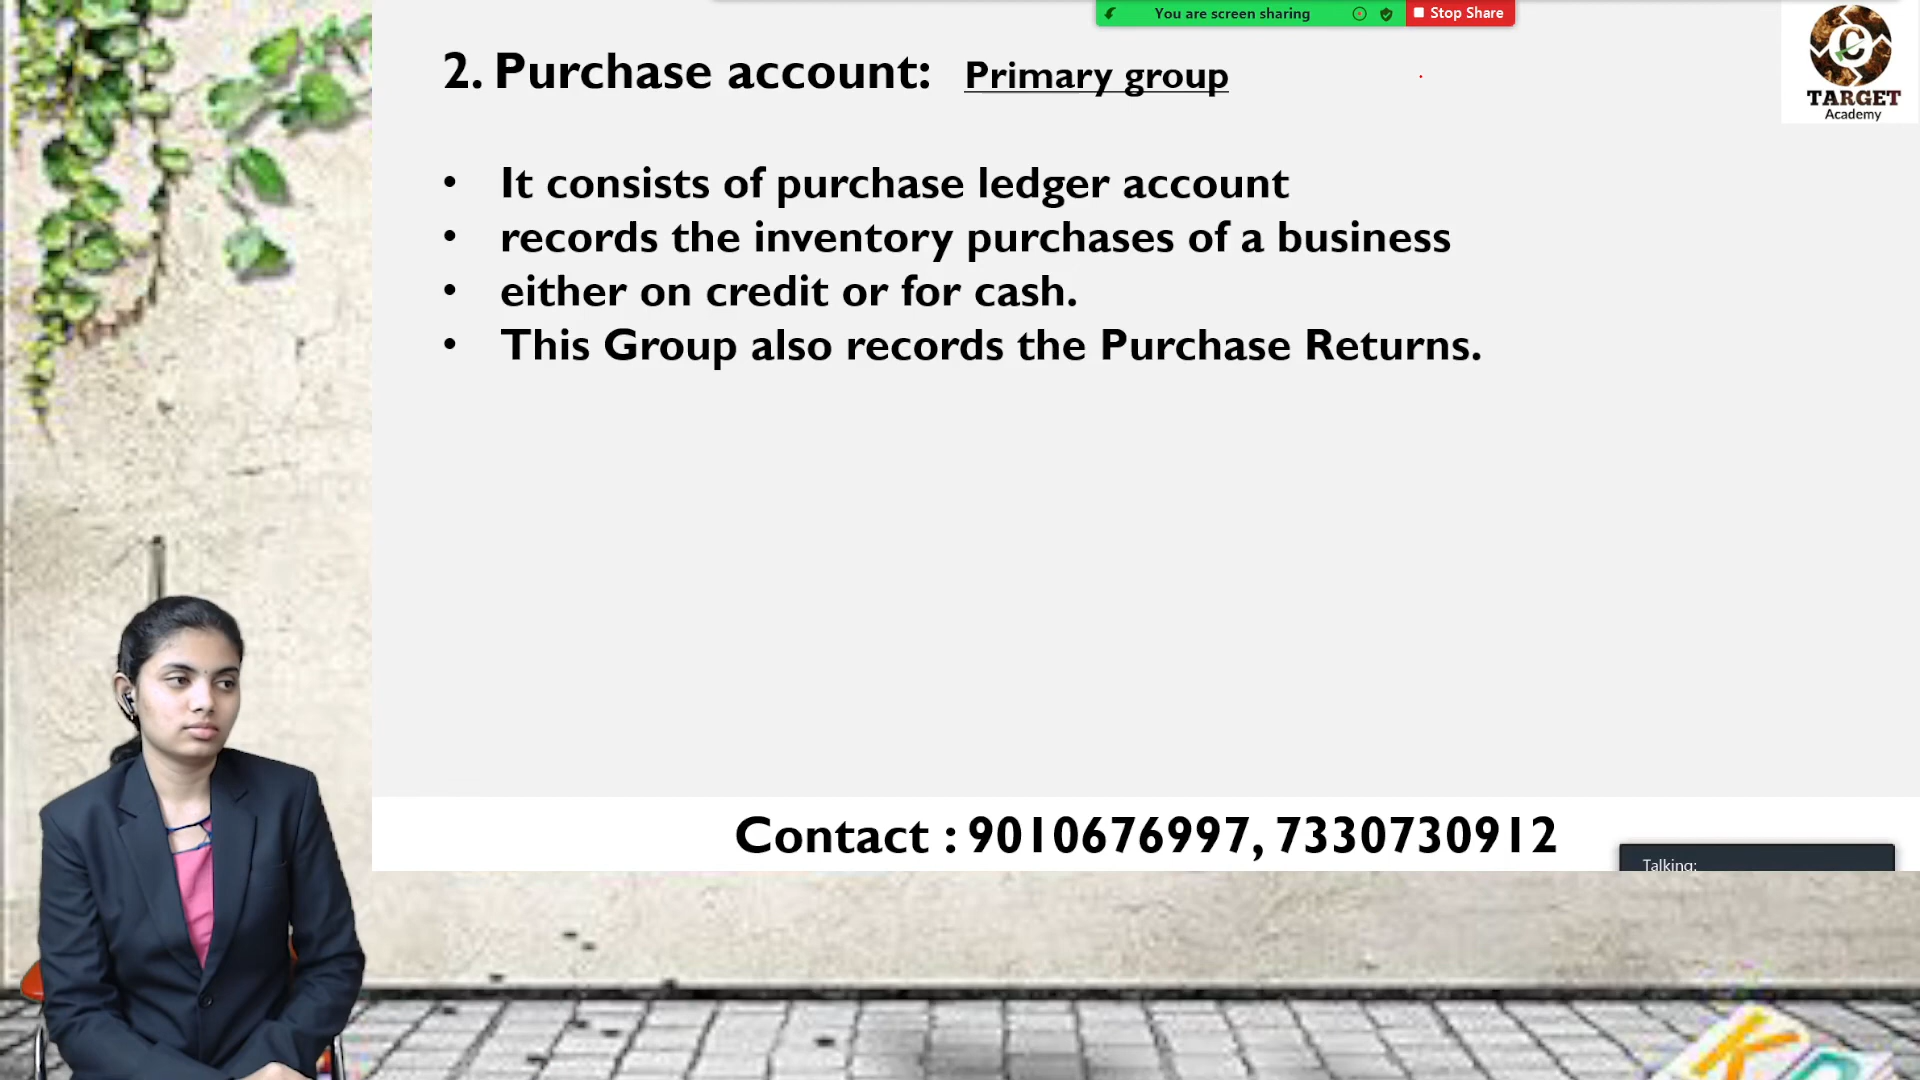 You are screen sharing
Stop Share
2. Purchase account: Primary group
TARGET
Academy
• It consists of purchase ledger account
• records the inventory purchases of a business
• either on credit or for cash.
• This Group also records the Purchase Returns.
Contact : 9010676997, 7330730912
Talking: